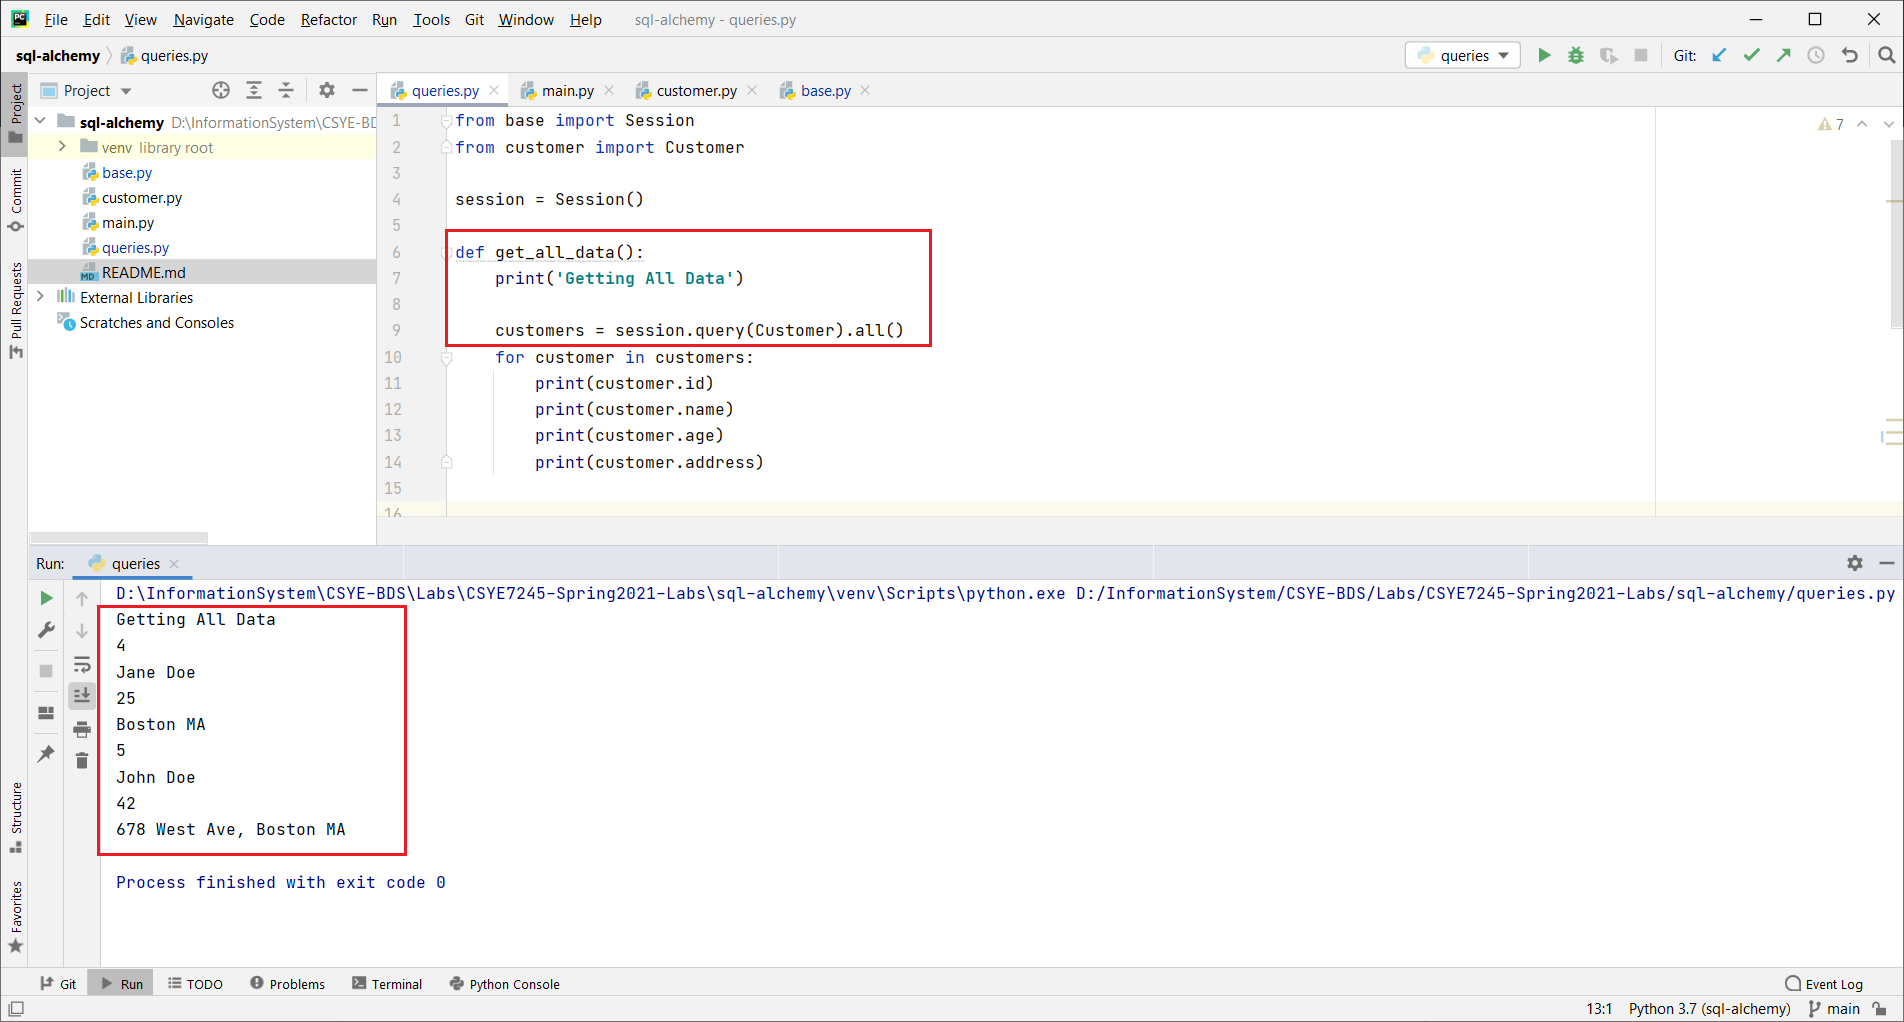 PC File Edit View Navigate Code Refactor Run Tools Git Window Help sql-alchemy - queries.py
sql-alchemy queries.py queries Git:
Project
Project
queries.py main.py customer.py base.py
sql-alchemy D:\InformationSystem\CSYE-BD
venv library root
base.py
customer.py
main.py
queries.py
MD README.md
External Libraries
Scratches and Consoles
Commit
Pull Requests
1 from base import Session
7
2 from customer import Customer
3
4 session = Session()
5
6 def get_all_data():
7 print('Getting All Data')
8
9 customers = session.query(Customer).all()
10 for customer in customers:
11 print(customer.id)
12 print(customer.name)
13 print(customer.age)
14 print(customer.address)
15
16
Run: queries
D:\InformationSystem\CSYE-BDS\Labs\CSYE7245-Spring2021-Labs\sql-alchemy\venv\Scripts\python.exe D:/InformationSystem/CSYE-BDS/Labs/CSYE7245-Spring2021-Labs/sql-alchemy/queries.py
Getting All Data
4
Jane Doe
25
Boston MA
5
John Doe
42
678 West Ave, Boston MA
Process finished with exit code 0
Structure
Favorites
Git Run TODO Problems Terminal Python Console Event Log
13:1 Python 3.7 (sql-alchemy) main